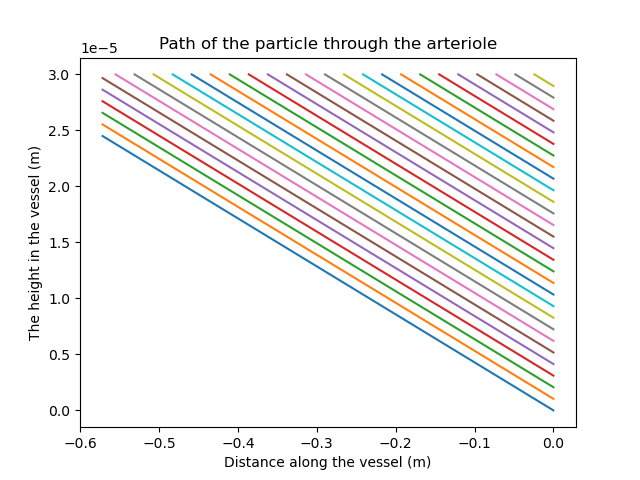 Path of the particle through the arteriole
1e−5
The height in the vessel (m)
3.0
2.5
2.0
1.5
1.0
0.5
0.0
−0.6 −0.5 −0.4 −0.3 −0.2 −0.1 0.0
Distance along the vessel (m)